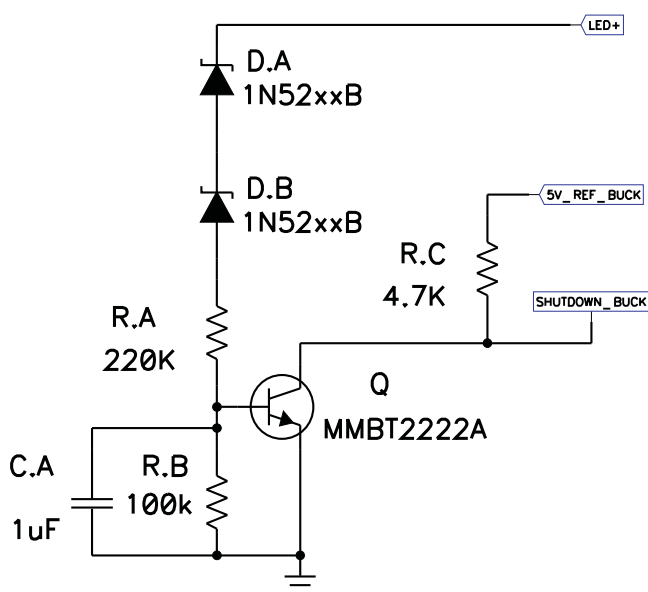 LED+
D.A
1N52xxB
D.B
1N52xxB
5V_REF_BUCK
R.C
4.7K
SHUTDOWN_BUCK
R.A
220K
Q
MMBT2222A
C.A
1uF
R.B
100k